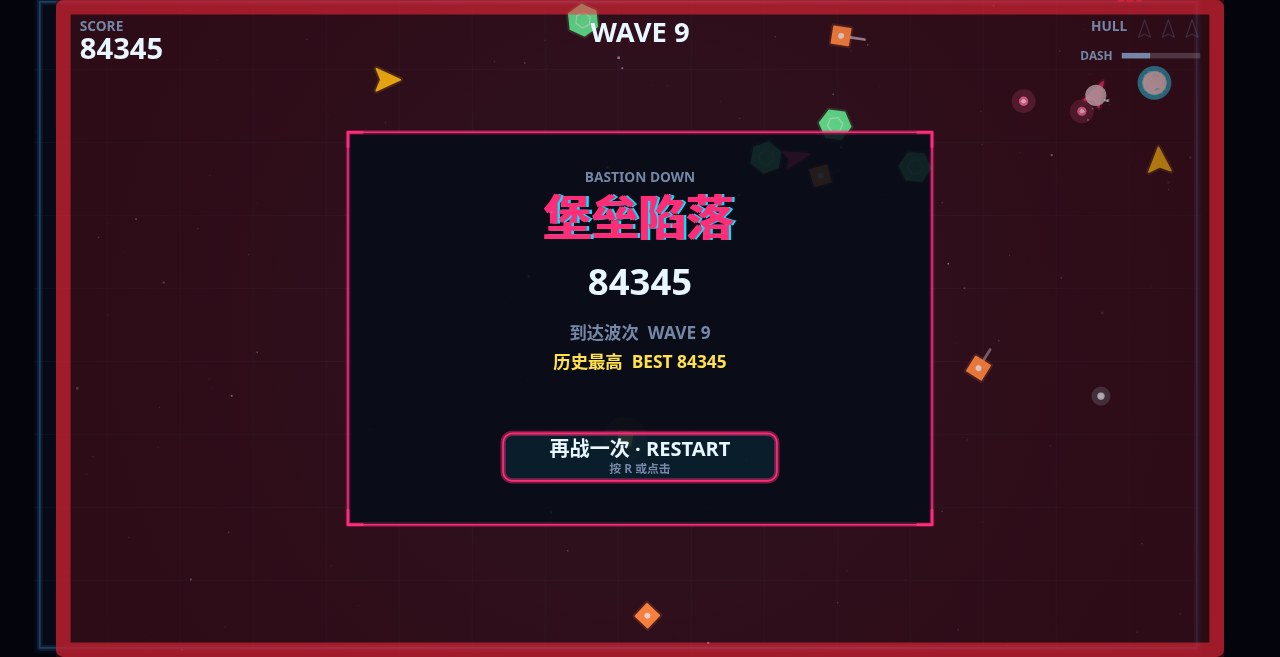 SCORE
84345
WAVE 9
HULL
DASH
BASTION DOWN
堡垒陷落
84345
到达波次 WAVE 9
历史最高 BEST 84345
再战一次 · RESTART
按 R 或点击